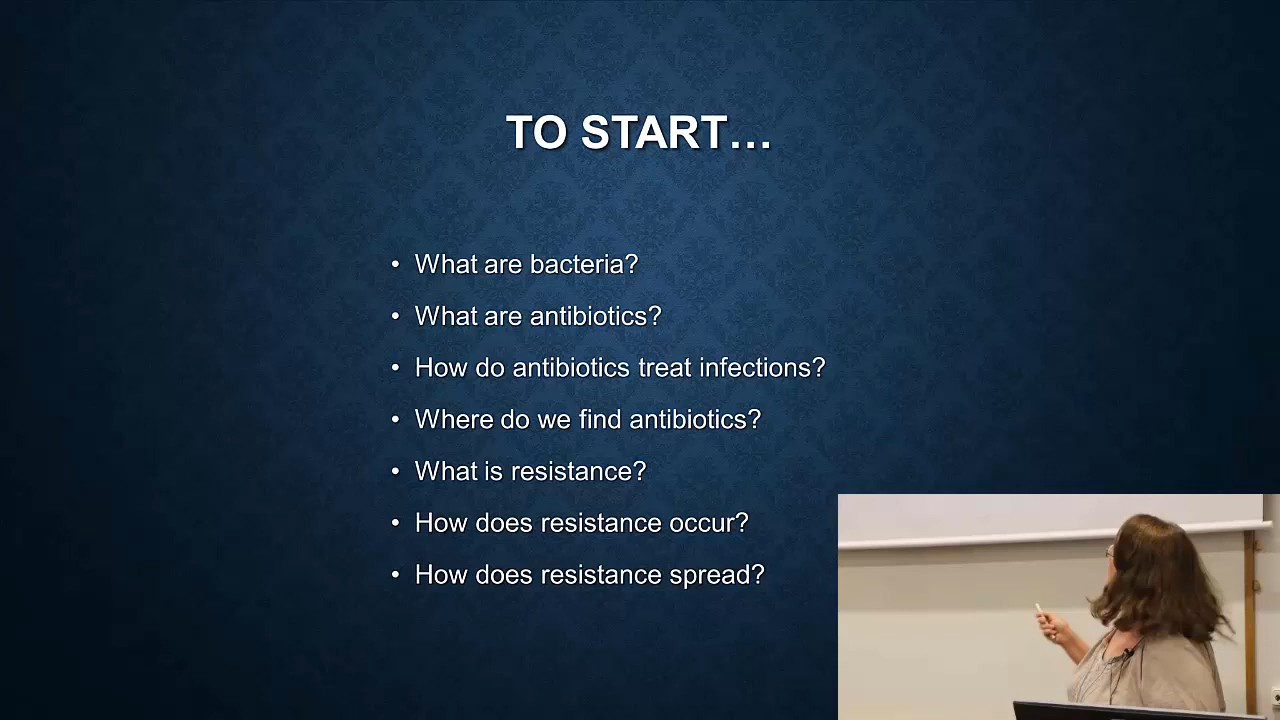 TO START…
• What are bacteria?
• What are antibiotics?
• How do antibiotics treat infections?
• Where do we find antibiotics?
• What is resistance?
• How does resistance occur?
• How does resistance spread?